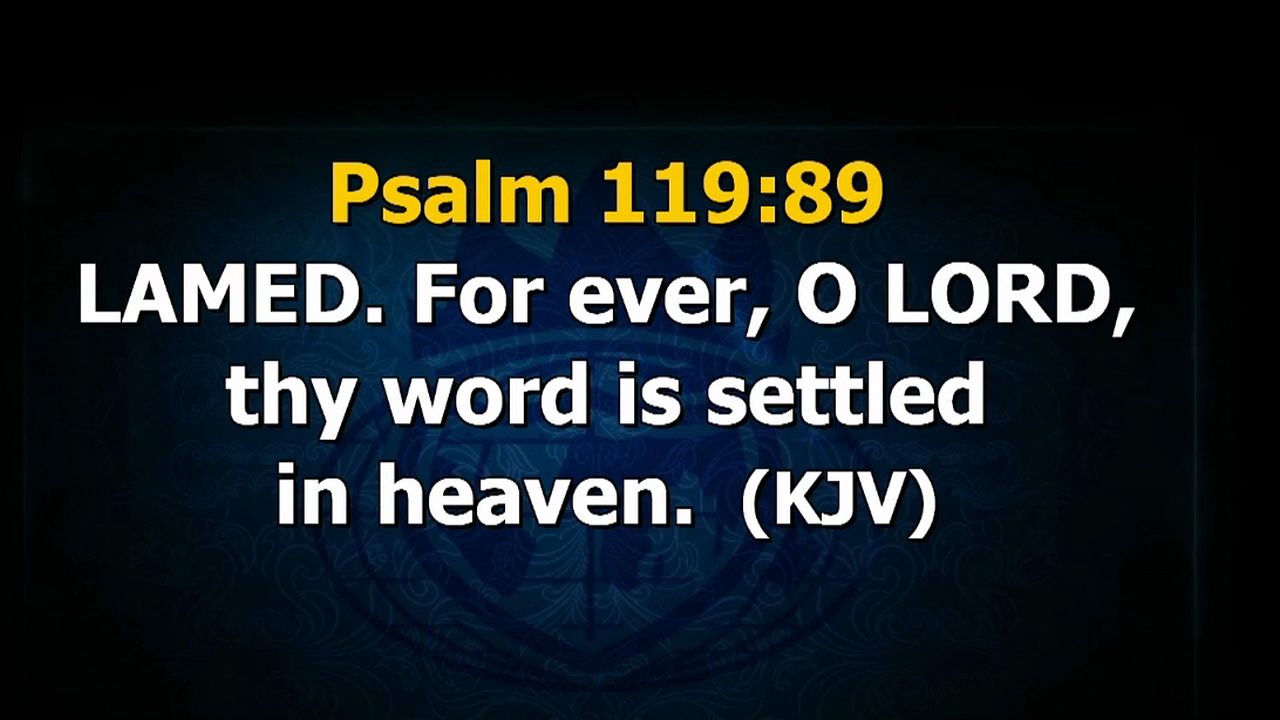 Psalm 119:89
LAMED. For ever, O LORD,
thy word is settled
in heaven. (KJV)